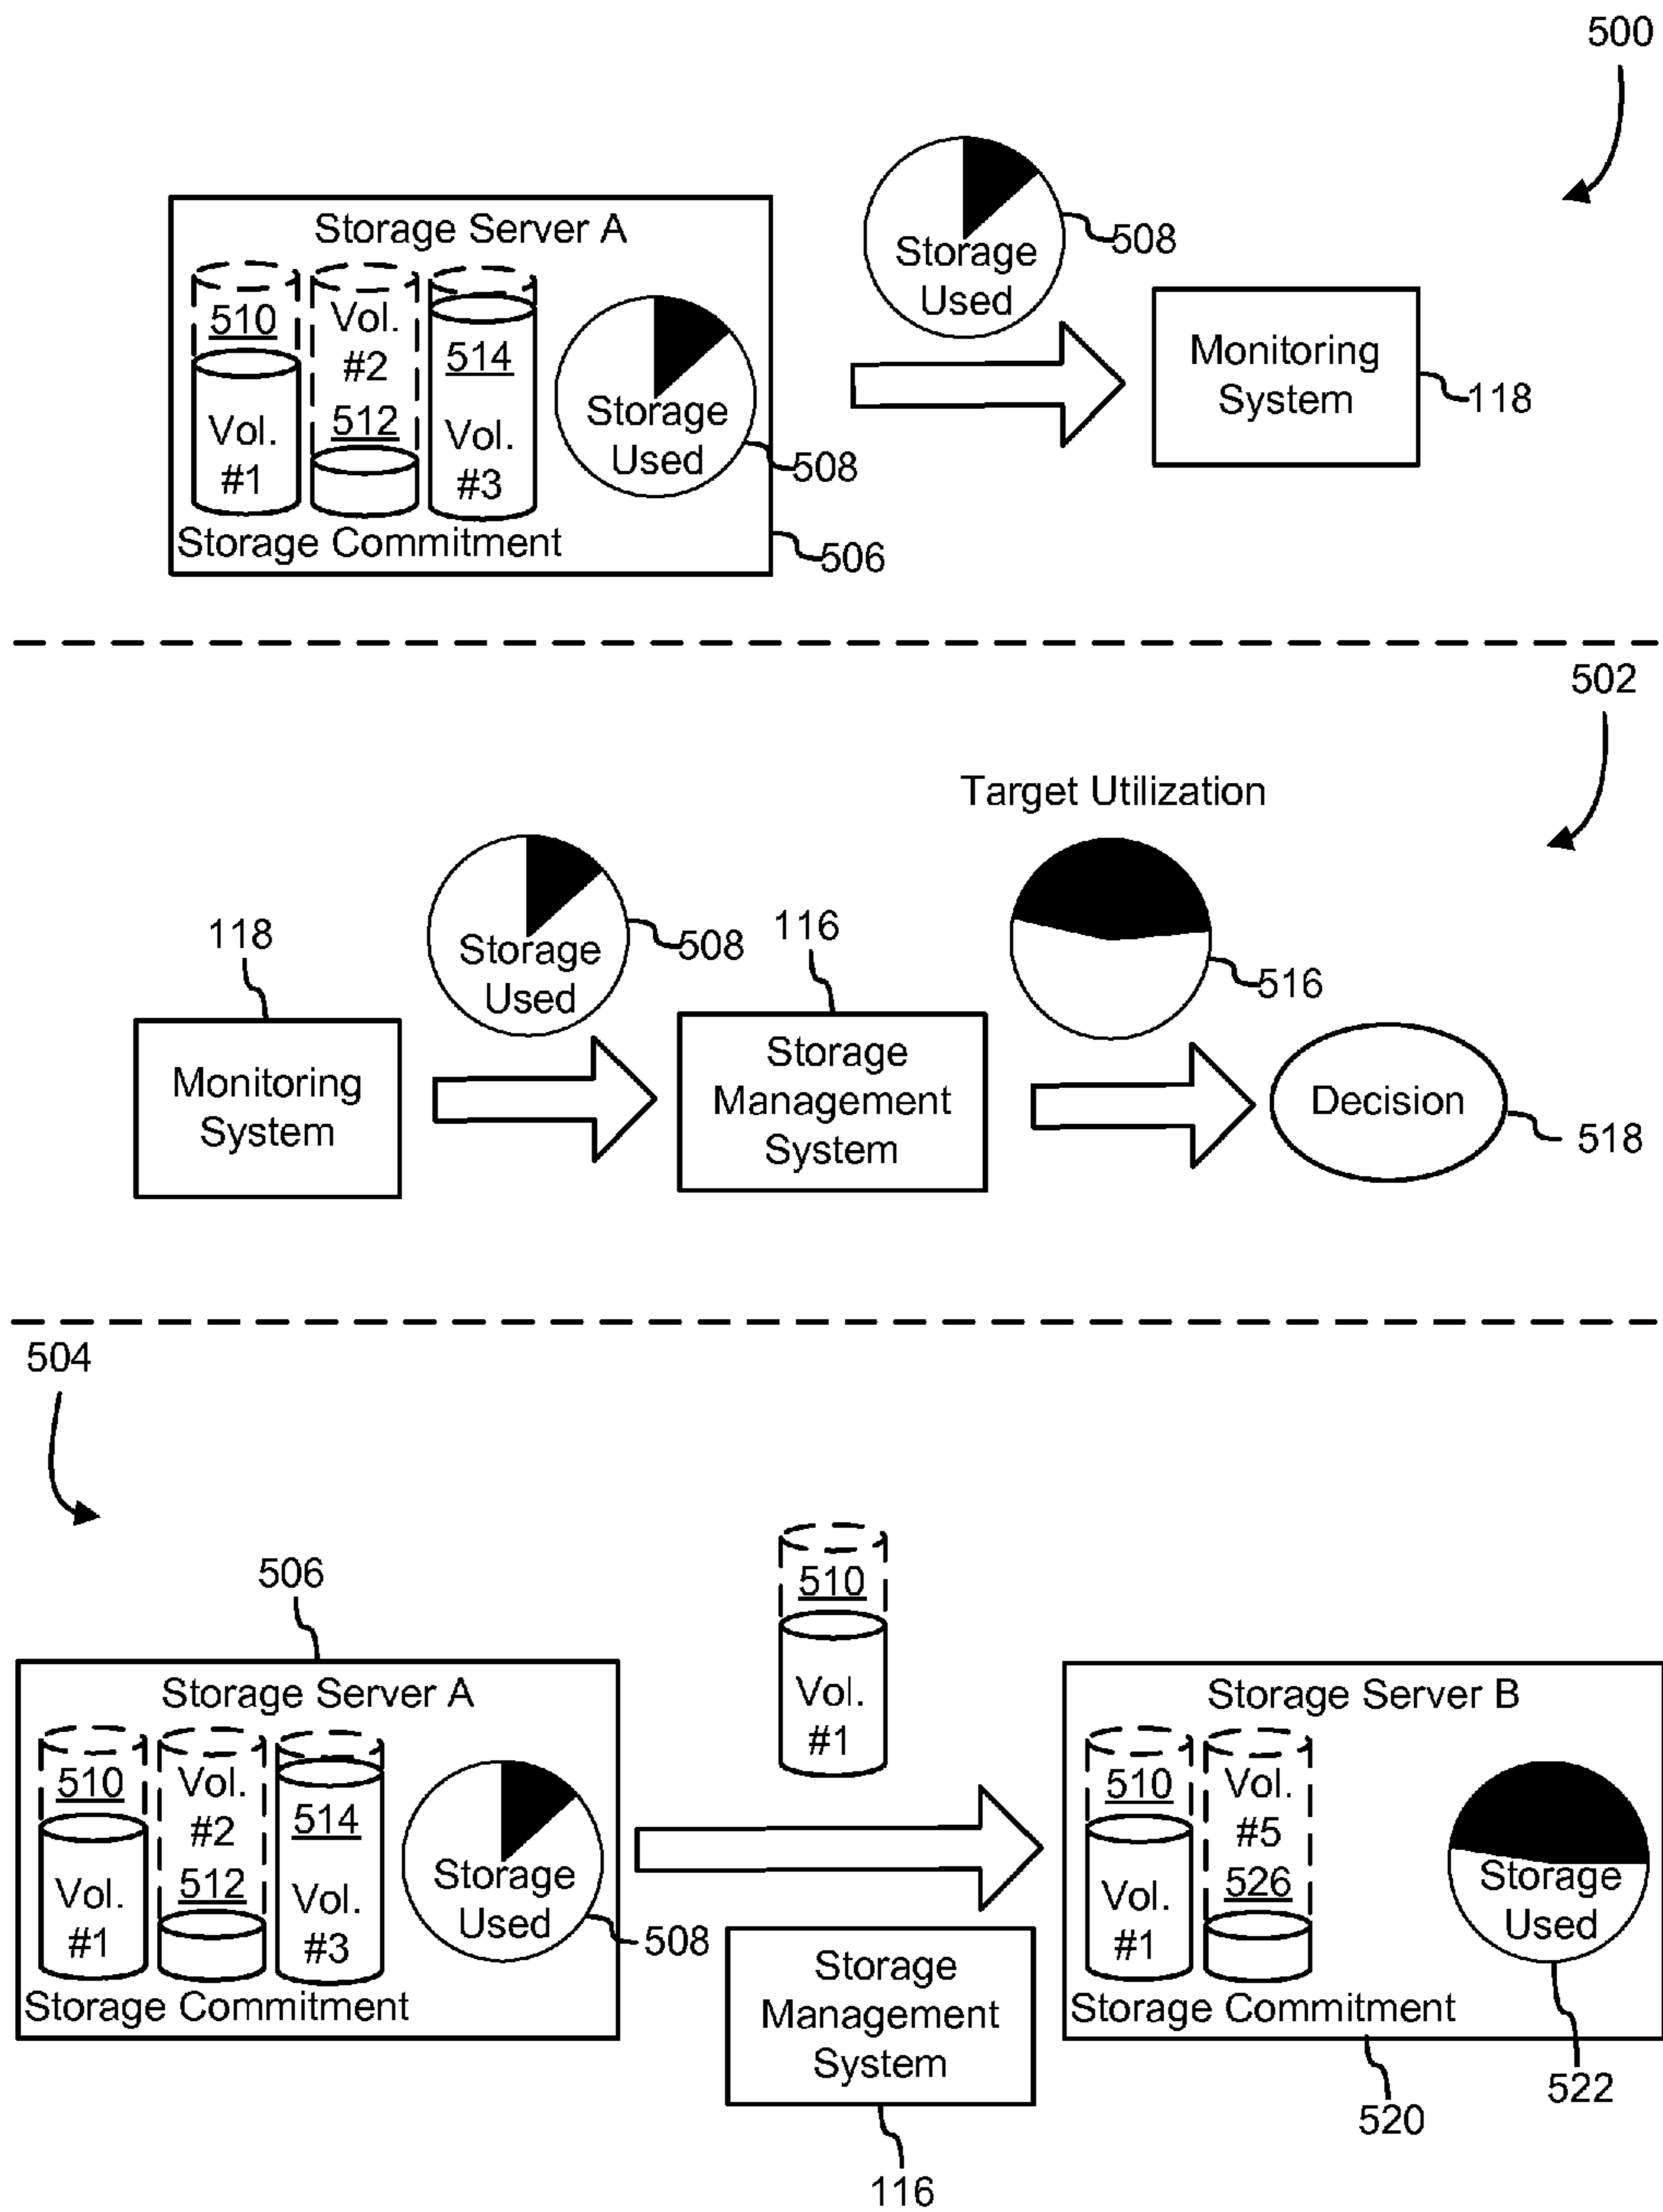 500
Storage Server A
510
Vol.
#1
Vol.
#2
512
514
Vol.
#3
Storage
Used
508
Storage Commitment
506
Storage
Used
508
Monitoring
System
118
502
Target Utilization
118
Monitoring
System
Storage
Used
508
116
Storage
Management
System
516
Decision
518
504
506
Storage Server A
510
Vol.
#1
Vol.
#2
512
514
Vol.
#3
Storage
Used
508
Storage Commitment
510
Vol.
#1
Storage
Management
System
116
Storage Server B
510
Vol.
#1
Vol.
#5
526
Storage
Used
Storage Commitment
522
520